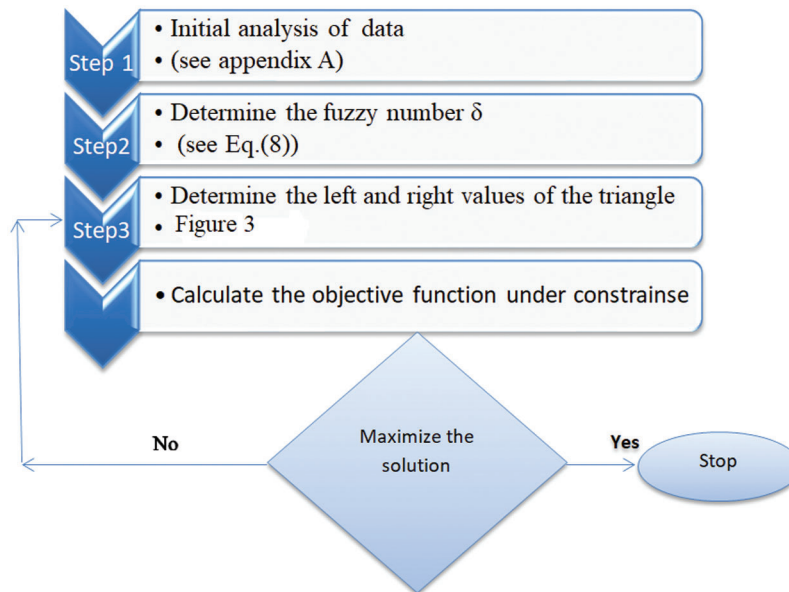 Step 1
• Initial analysis of data
• (see appendix A)
Step2
• Determine the fuzzy number δ
• (see Eq.(8))
Step3
• Determine the left and right values of the triangle
• Figure 3
• Calculate the objective function under constrainse
Maximize the
solution
No
Yes
Stop